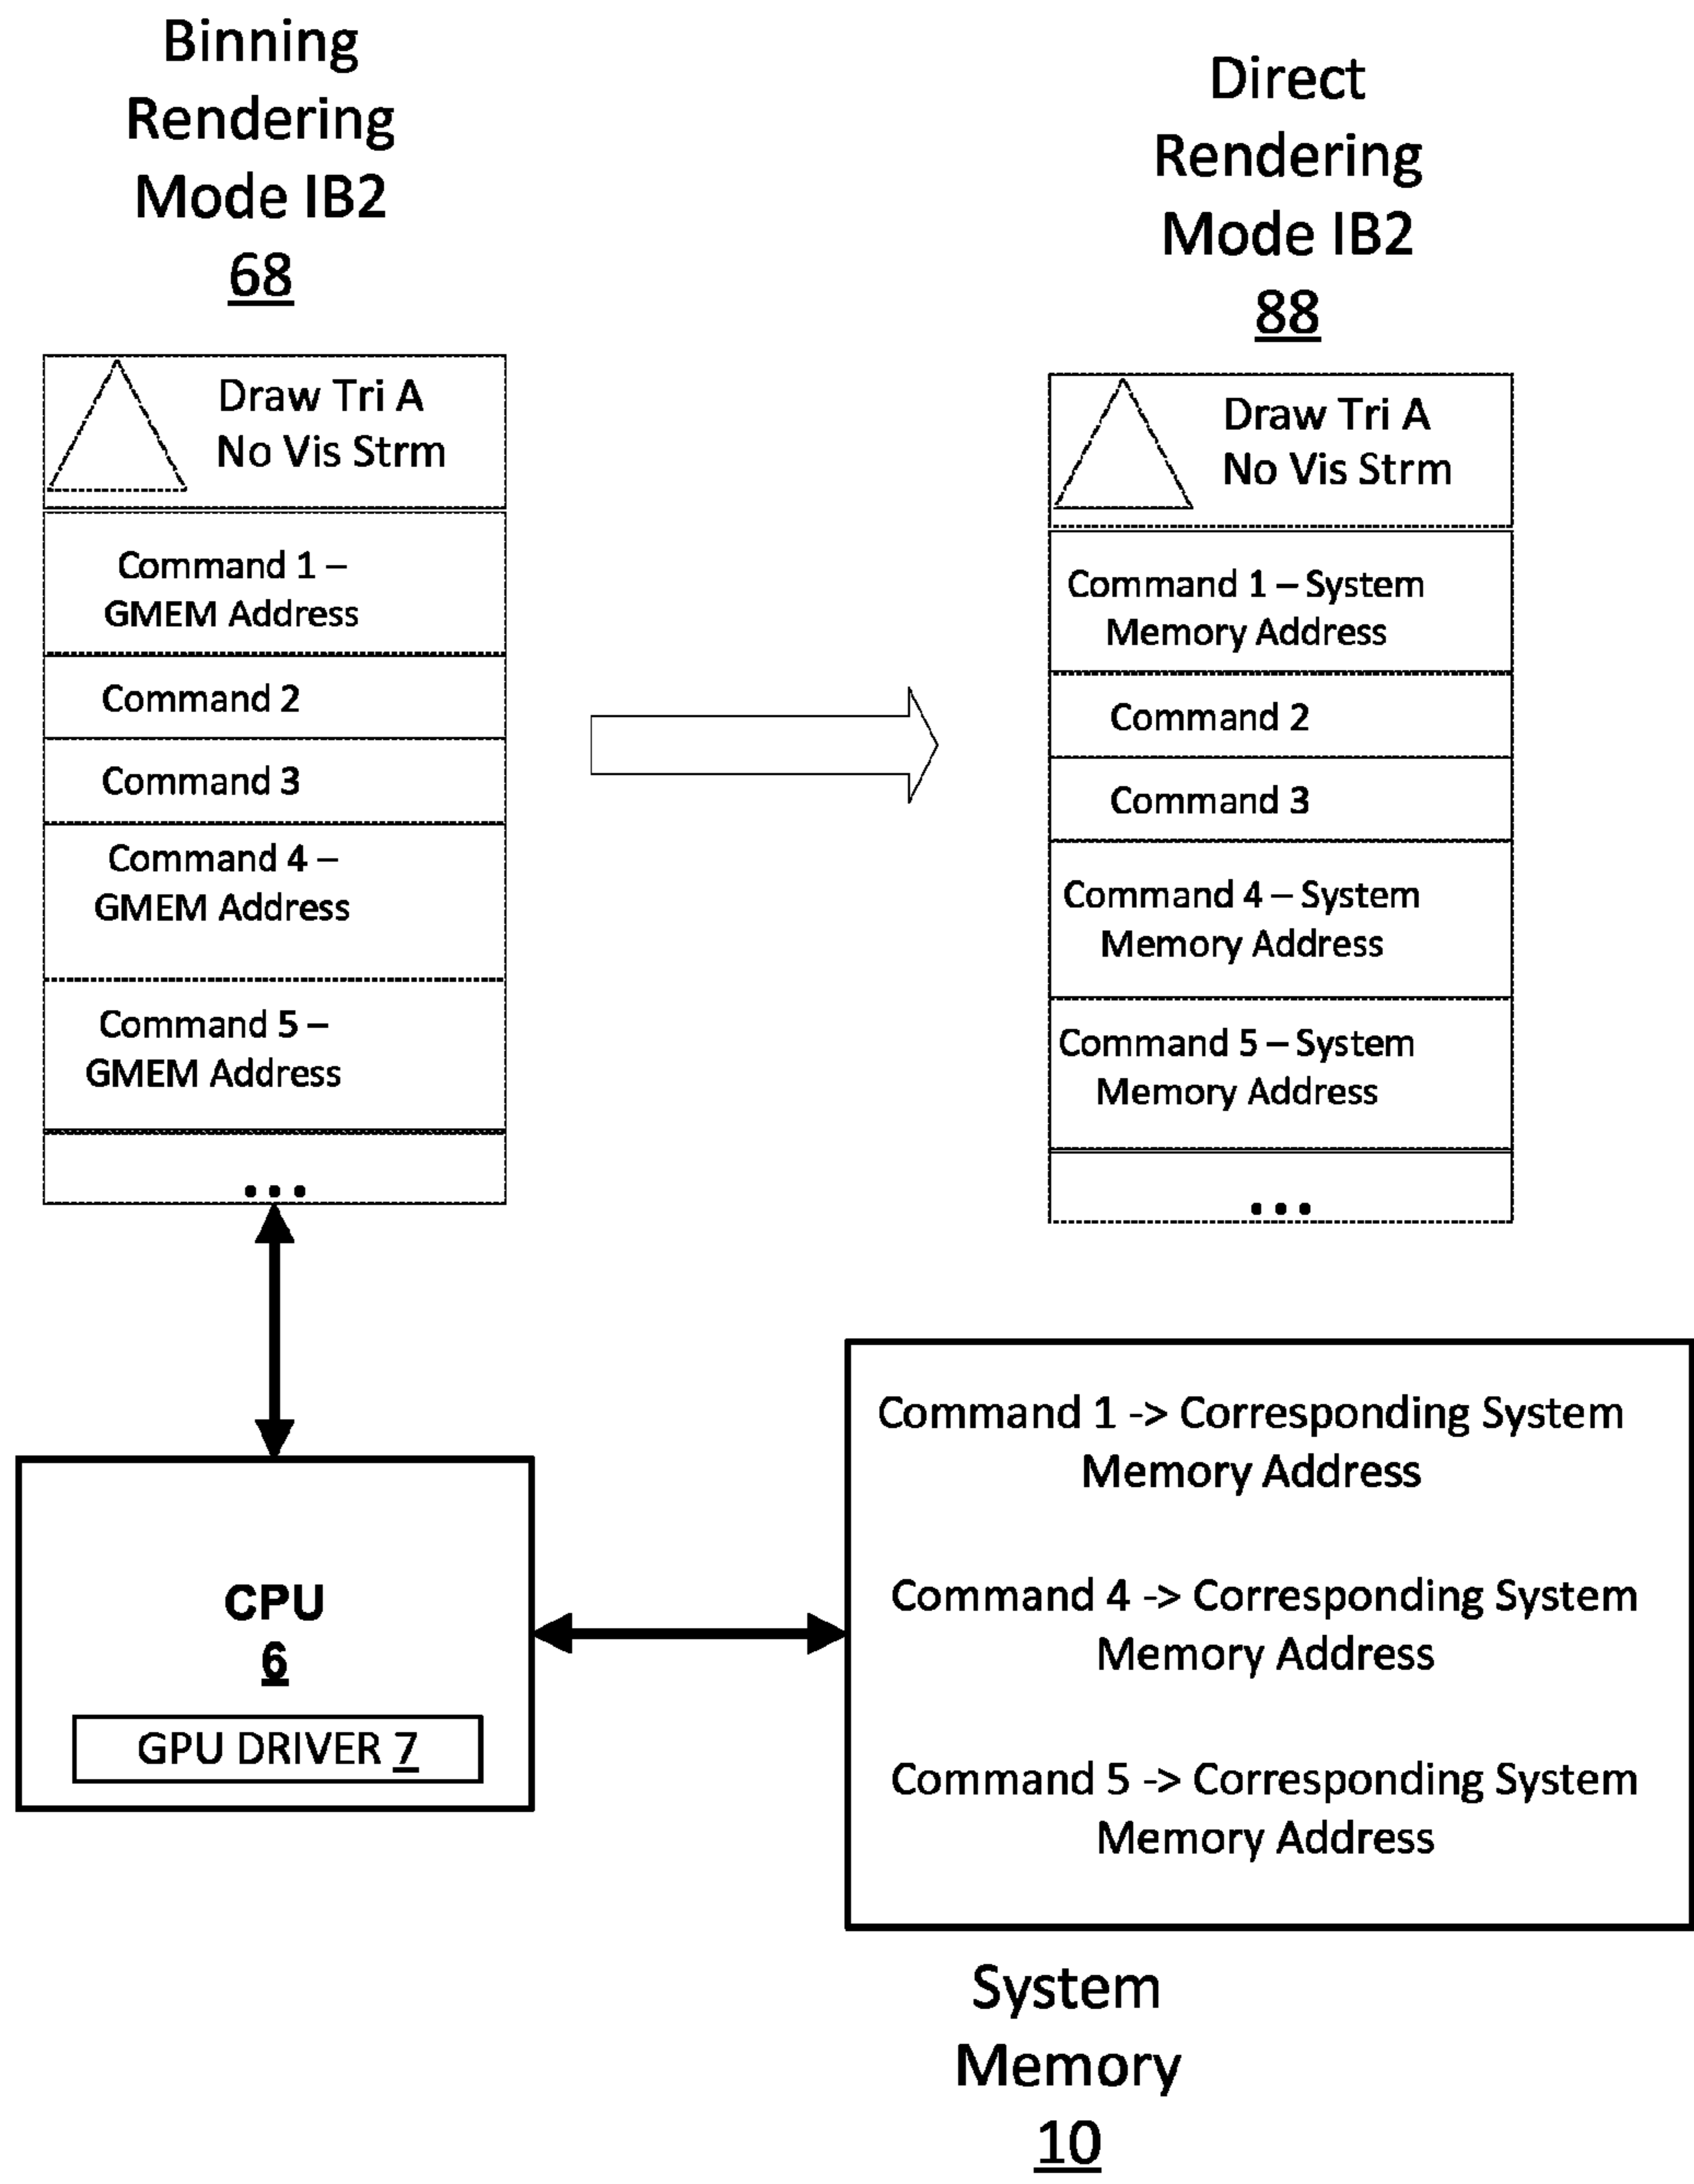 Binning
Rendering
Mode IB2
68
Draw Tri A
No Vis Strm
Command 1 –
GMEM Address
Command 2
Command 3
Command 4 –
GMEM Address
Command 5 –
GMEM Address
...
Direct
Rendering
Mode IB2
88
Draw Tri A
No Vis Strm
Command 1 – System
Memory Address
Command 2
Command 3
Command 4 – System
Memory Address
Command 5 – System
Memory Address
...
CPU
6
GPU DRIVER 7
Command 1 -> Corresponding System
Memory Address
Command 4 -> Corresponding System
Memory Address
Command 5 -> Corresponding System
Memory Address
System
Memory
10